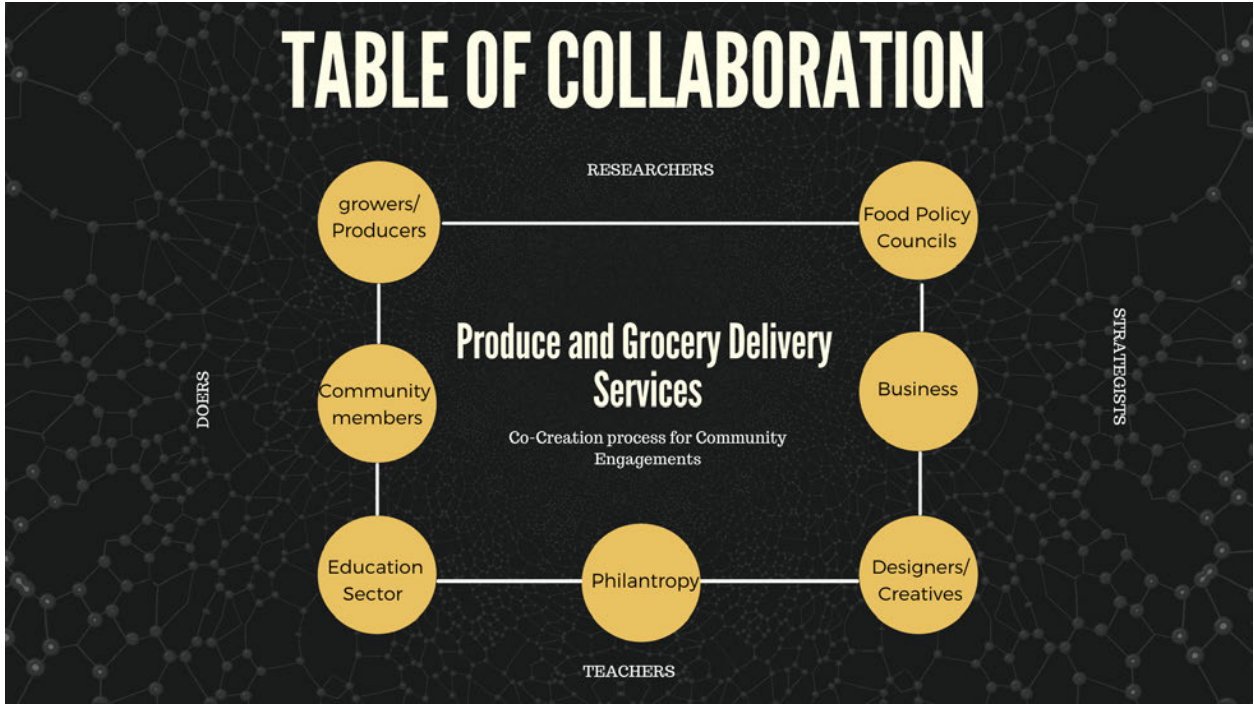 TABLE OF COLLABORATION
RESEARCHERS
growers/
Producers
Food Policy
Councils
DOERS
Community
members
Produce and Grocery Delivery
Services
Co-Creation process for Community
Engagements
Business
STRATEGISTS
Education
Sector
Philantropy
Designers/
Creatives
TEACHERS